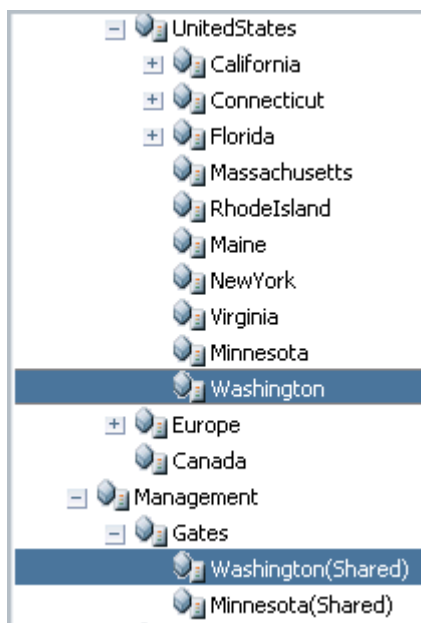 UnitedStates
California
Connecticut
Florida
Massachusetts
RhodeIsland
Maine
NewYork
Virginia
Minnesota
Washington
Europe
Canada
Management
Gates
Washington(Shared)
Minnesota(Shared)